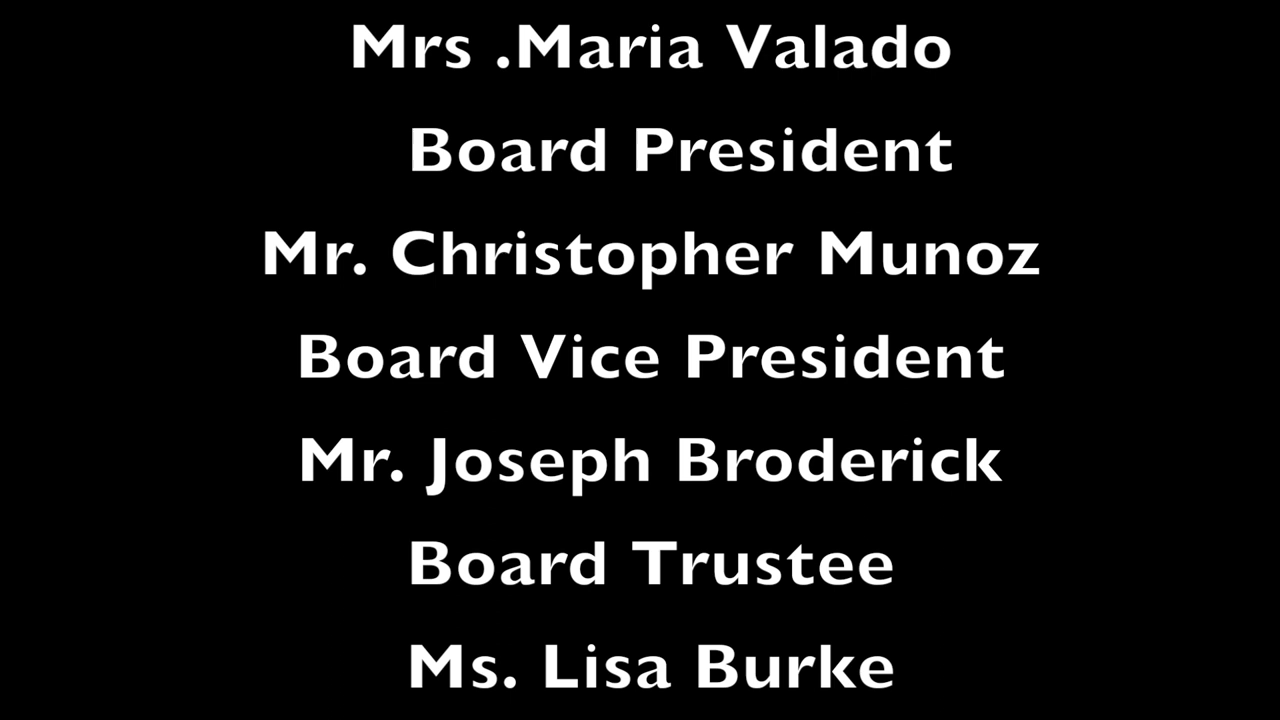 Mrs .Maria Valado
Board President
Mr. Christopher Munoz
Board Vice President
Mr. Joseph Broderick
Board Trustee
Ms. Lisa Burke